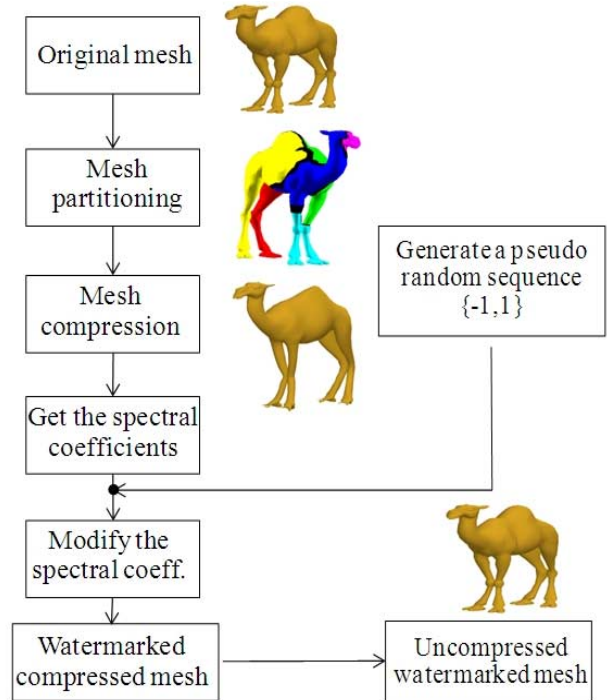 Original mesh
Mesh
partitioning
Mesh
compression
Generate a pseudo
random sequence
{-1,1}
Get the spectral
coefficients
Modify the
spectral coeff.
Watermarked
compressed mesh
Uncompressed
watermarked mesh